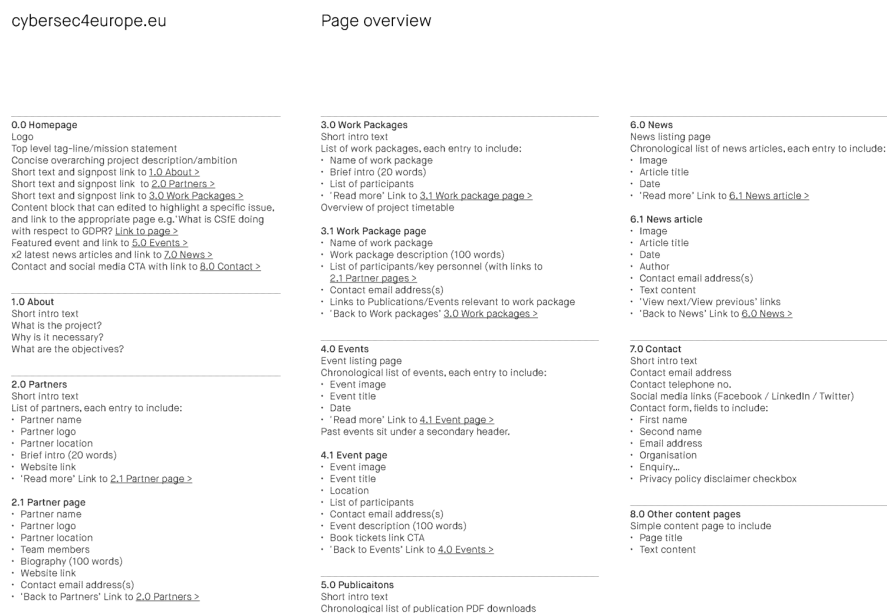 cybersec4europe.eu
Page overview
0.0 Homepage
Logo
Top level tag-line/mission statement
Concise overarching project description/ambition
Short text and signpost link to 1.0 About >
Short text and signpost link to 2.0 Partners >
Short text and signpost link to 3.0 Work Packages >
Content block that can edited to highlight a specific issue,
and link to the appropriate page e.g.'What is CSfE doing
with respect to GDPR? Link to page >
Featured event and link to 5.0 Events >
x2 latest news articles and link to 7.0 News >
Contact and social media CTA with link to 8.0 Contact >
1.0 About
Short intro text
What is the project?
Why is it necessary?
What are the objectives?
2.0 Partners
Short intro text
List of partners, each entry to include:
• Partner name
• Partner logo
• Partner location
• Brief intro (20 words)
• Website link
• 'Read more' Link to 2.1 Partner page >
2.1 Partner page
• Partner name
• Partner logo
• Partner location
• Team members
• Biography (100 words)
• Website link
• Contact email address(s)
• 'Back to Partners' Link to 2.0 Partners >
3.0 Work Packages
Short intro text
List of work packages, each entry to include:
• Name of work package
• Brief intro (20 words)
• List of participants
• 'Read more' Link to 3.1 Work package page >
Overview of project timetable
3.1 Work Package page
• Name of work package
• Work package description (100 words)
• List of participants/key personnel (with links to
2.1 Partner pages >
• Contact email address(s)
• Links to Publications/Events relevant to work package
• 'Back to Work packages' 3.0 Work packages >
4.0 Events
Event listing page
Chronological list of events, each entry to include:
• Event image
• Event title
• Date
• 'Read more' Link to 4.1 Event page >
Past events sit under a secondary header.
4.1 Event page
• Event image
• Event title
• Location
• List of participants
• Contact email address(s)
• Event description (100 words)
• Book tickets link CTA
• 'Back to Events' Link to 4.0 Events >
5.0 Publicaitons
Short intro text
Chronological list of publication PDF downloads
6.0 News
News listing page
Chronological list of news articles, each entry to include:
• Image
• Article title
• Date
• 'Read more' Link to 6.1 News article >
6.1 News article
• Image
• Article title
• Date
• Author
• Contact email address(s)
• Text content
• 'View next/View previous' links
• 'Back to News' Link to 6.0 News >
7.0 Contact
Short intro text
Contact email address
Contact telephone no.
Social media links (Facebook / LinkedIn / Twitter)
Contact form, fields to include:
• First name
• Second name
• Email address
• Organisation
• Enquiry...
• Privacy policy disclaimer checkbox
8.0 Other content pages
Simple content page to include
• Page title
• Text content